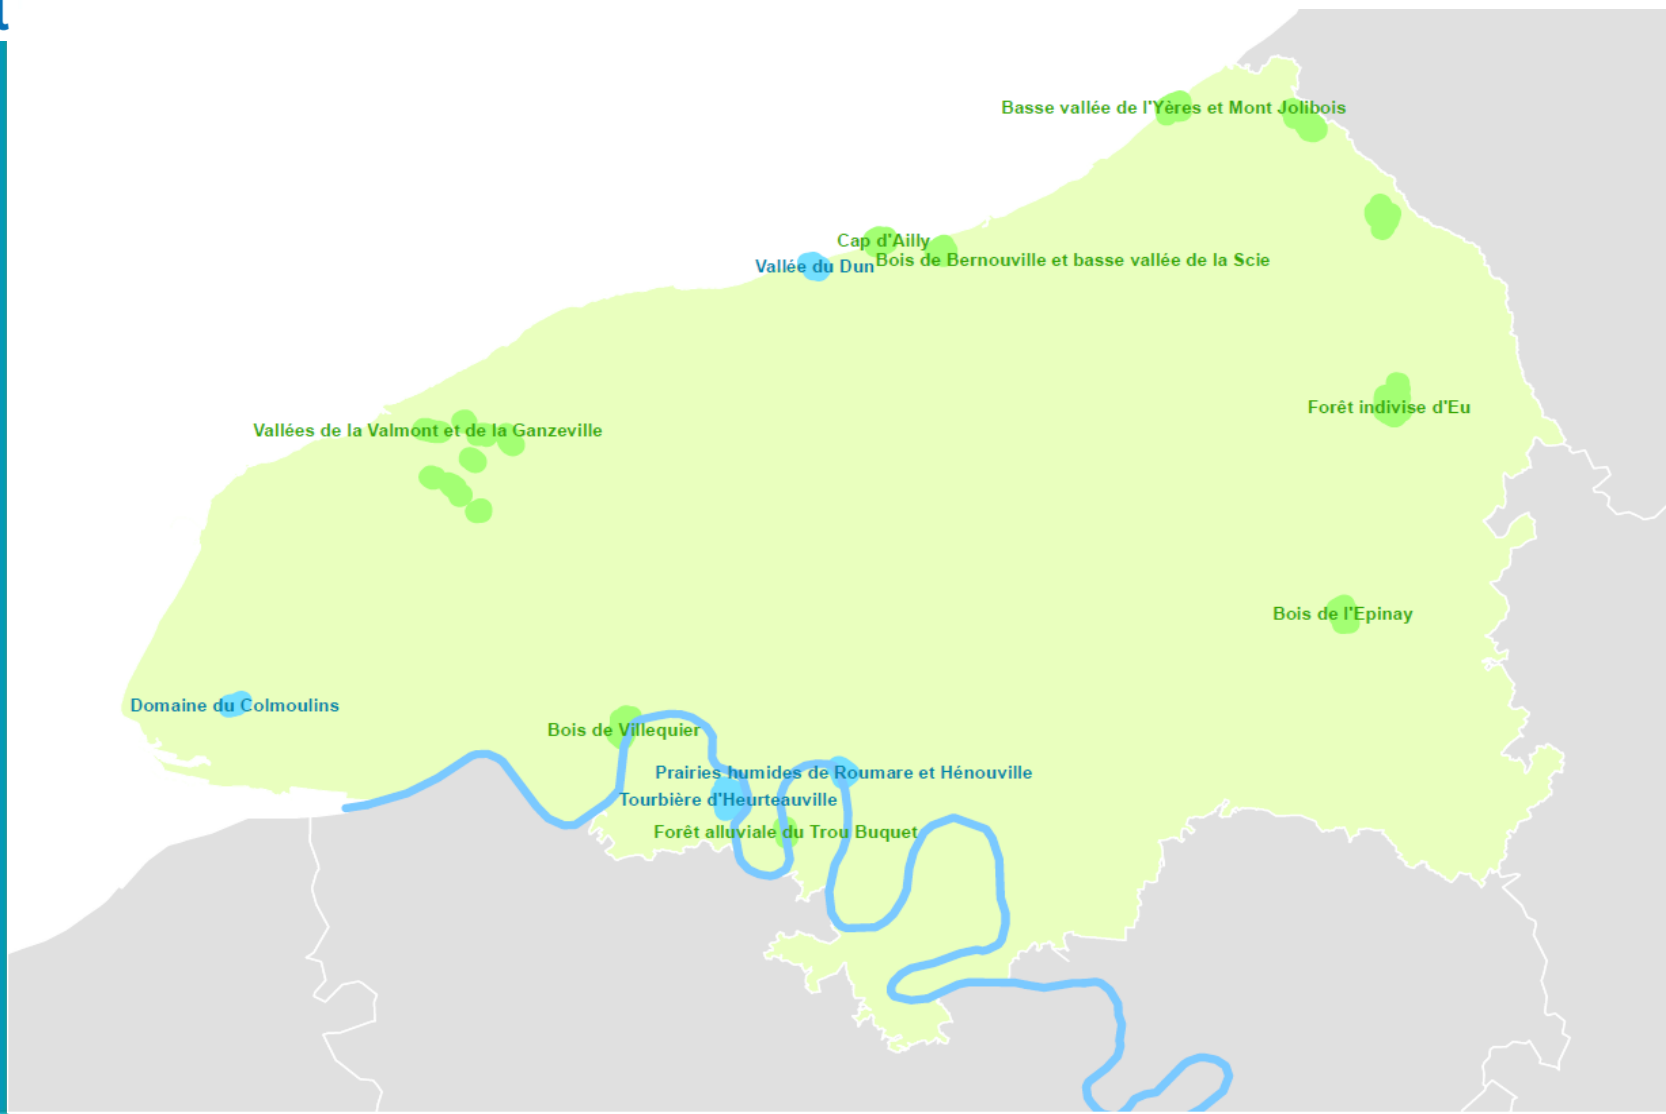 Basse vallée de l'Yères et Mont Jolibois
Cap d'Ailly
Bois de Bernouville et basse vallée de la Scie
Vallée du Dun
Forêt indivise d'Eu
Vallées de la Valmont et de la Ganzeville
Bois de l'Epinay
Domaine du Colmoulins
Bois de Villequier
Prairies humides de Roumare et Hénouville
Tourbière d'Heurteauville
Forêt alluviale du Trou Buquet